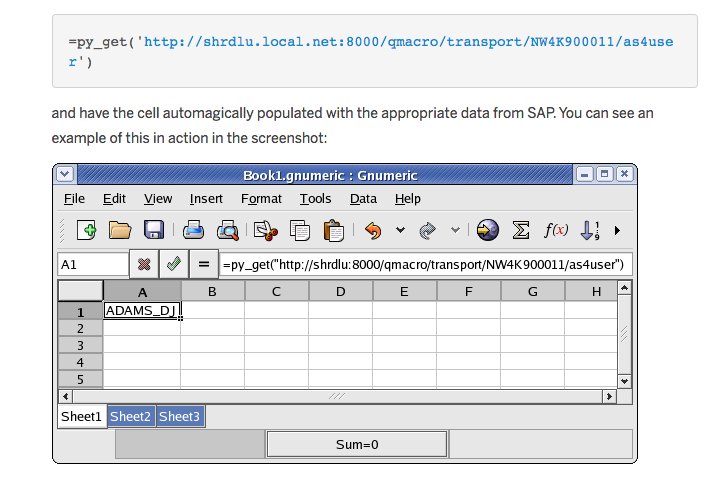 =py_get('http://shrdlu.local.net:8000/qmacro/transport/NW4K900011/as4use
r')
and have the cell automagically populated with the appropriate data from SAP. You can see an
example of this in action in the screenshot:
Book1.gnumeric : Gnumeric
File Edit View Insert Format Tools Data Help
f(x)
A1 = =py_get("http://shrdlu:8000/qmacro/transport/NW4K900011/as4user")
A B C D E F G H
1 ADAMS_DJ
2
3
4
5
Sheet1 Sheet2 Sheet3
Sum=0